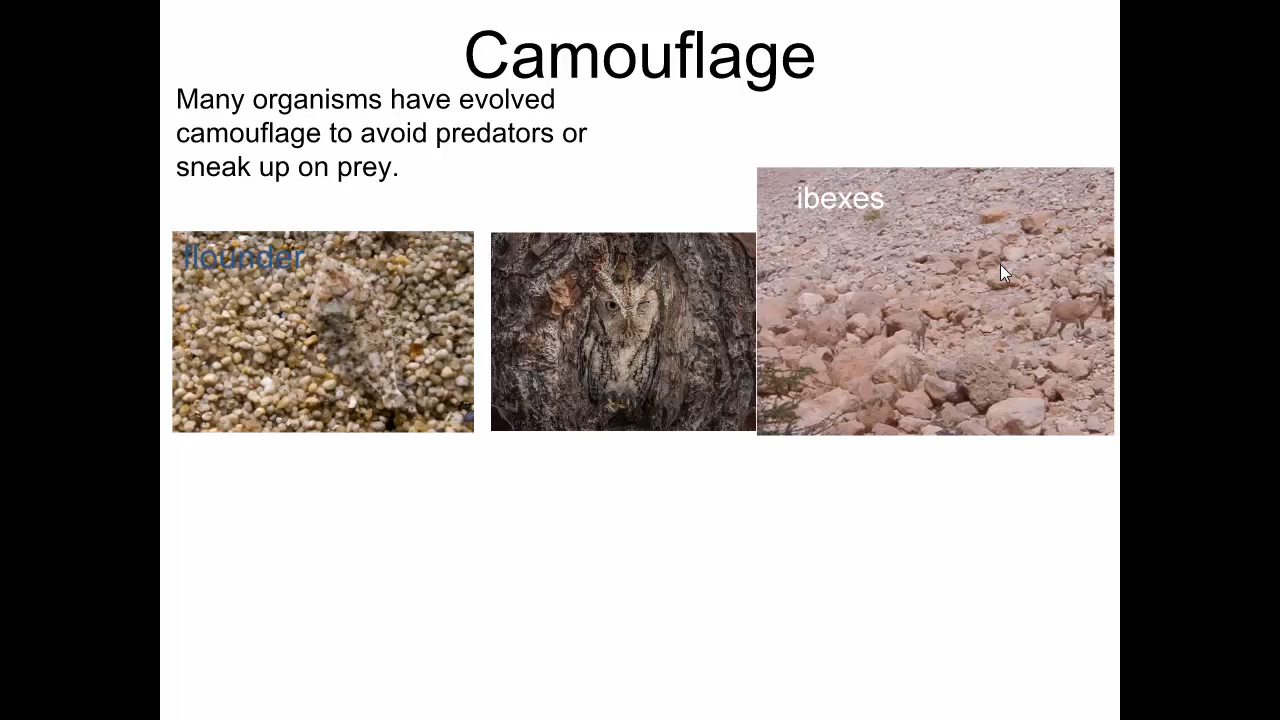 Camouflage
Many organisms have evolved
camouflage to avoid predators or
sneak up on prey.
flounder
ibexes